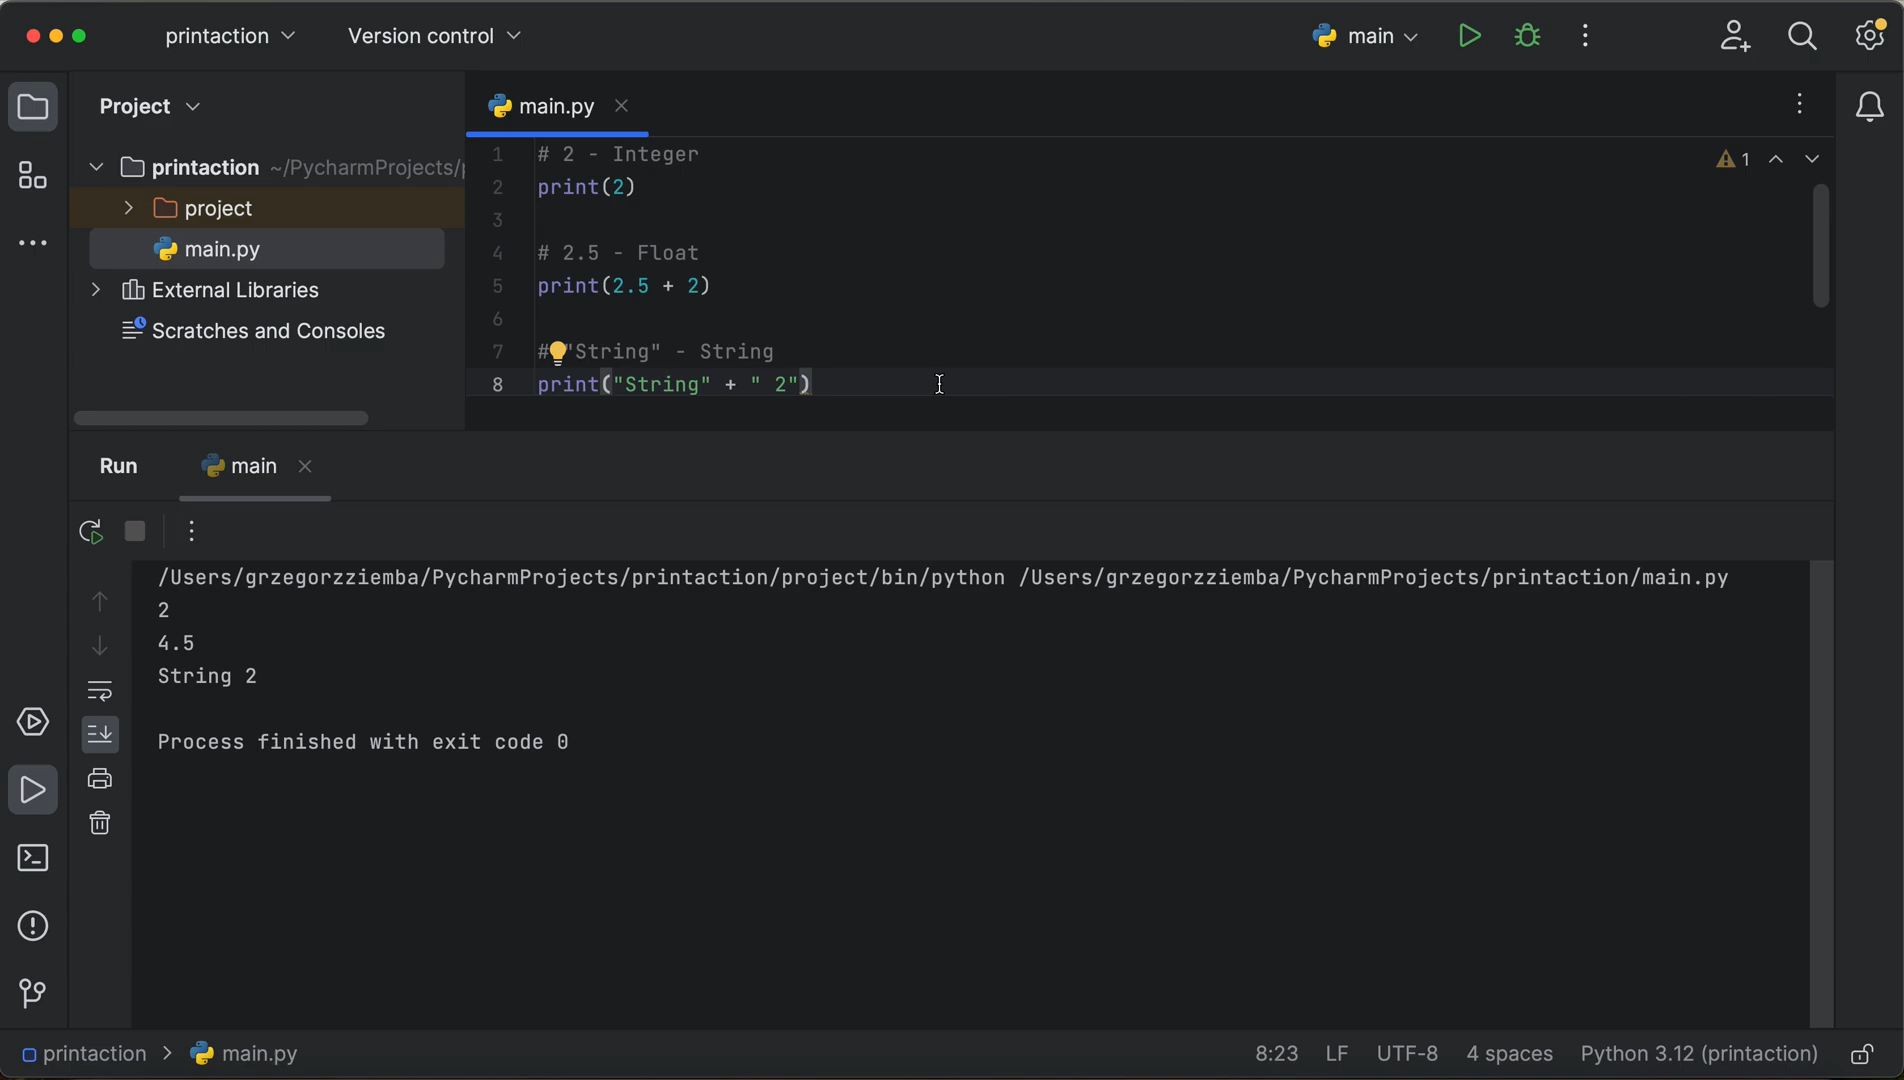 printaction
Version control
main
Project
main.py
printaction ~/PycharmProjects/
project
main.py
External Libraries
Scratches and Consoles
1 # 2 - Integer
2 print(2)
3
4 # 2.5 - Float
5 print(2.5 + 2)
6
7 # "String" - String
8 print("String" + " 2")
1
Run
main
/Users/grzegorzziemba/PycharmProjects/printaction/project/bin/python /Users/grzegorzziemba/PycharmProjects/printaction/main.py
2
4.5
String 2
Process finished with exit code 0
printaction > main.py
8:23 LF UTF-8 4 spaces Python 3.12 (printaction)